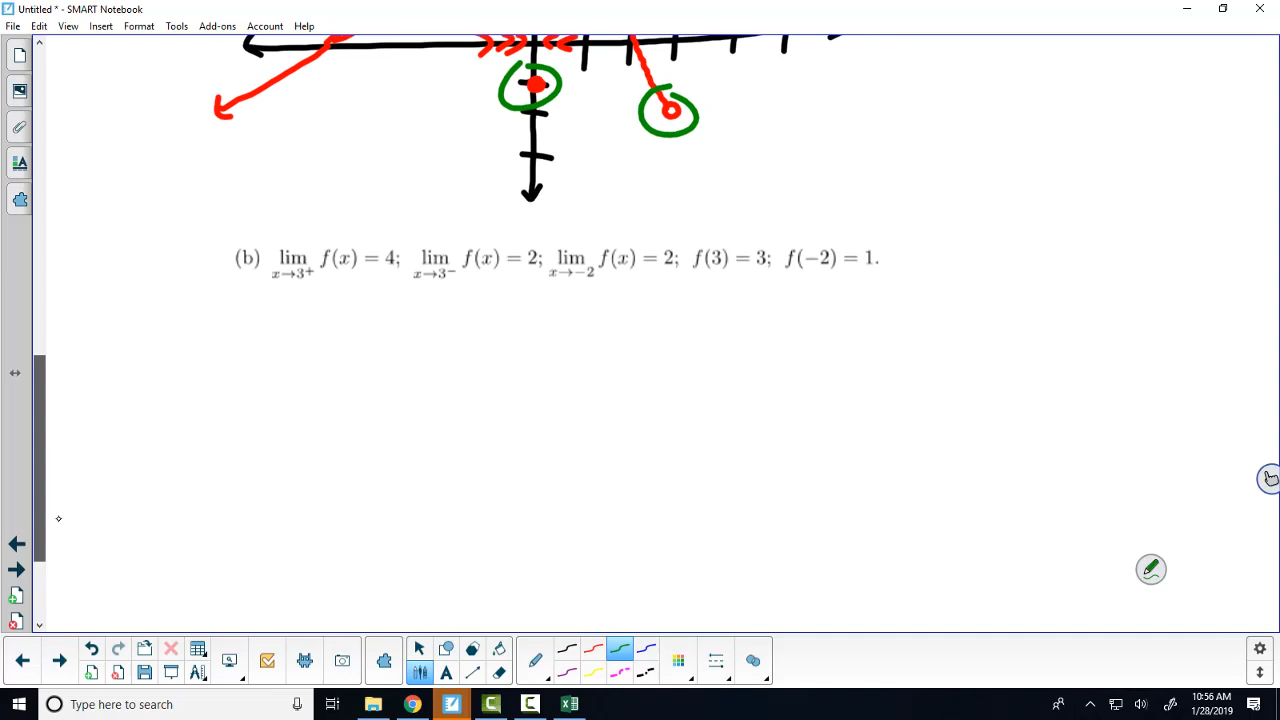 Untitled * - SMART Notebook
File Edit View Insert Format Tools Add-ons Account Help
(b) lim_{x→3⁺} f(x) = 4; lim_{x→3⁻} f(x) = 2; lim_{x→−2} f(x) = 2; f(3) = 3; f(−2) = 1.
Type here to search
10:56 AM
1/28/2019